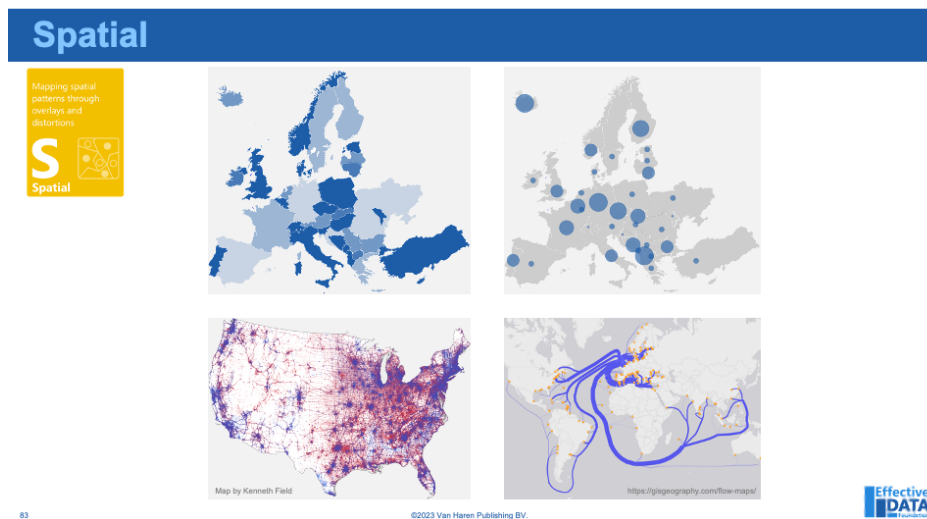 Spatial
Mapping spatial
patterns through
overlays and
distortions
S
Spatial
Map by Kenneth Field
https://gisgeography.com/flow-maps/
83
©2023 Van Haren Publishing BV.
Effective
DATA
Foundation